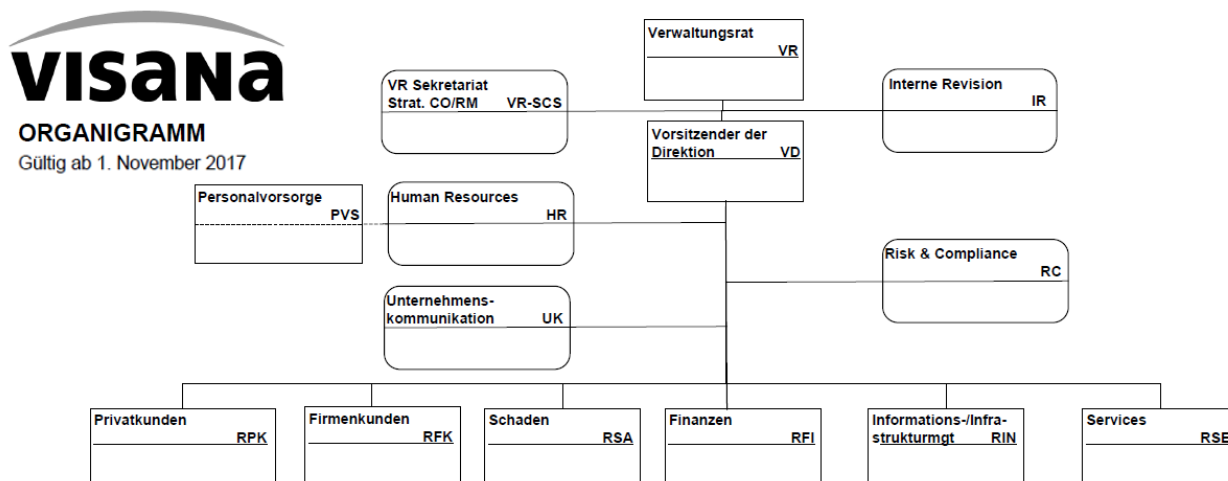 VISANA
ORGANIGRAMM
Gültig ab 1. November 2017
Verwaltungsrat
VR
VR Sekretariat
Strat. CO/RM VR-SCS
Interne Revision
IR
Vorsitzender der
Direktion VD
Personalvorsorge
PVS
Human Resources
HR
Risk & Compliance
RC
Unternehmens-
kommunikation UK
Privatkunden
RPK
Firmenkunden
RFK
Schaden
RSA
Finanzen
RFI
Informations-/Infra-
strukturmgt RIN
Services
RSE